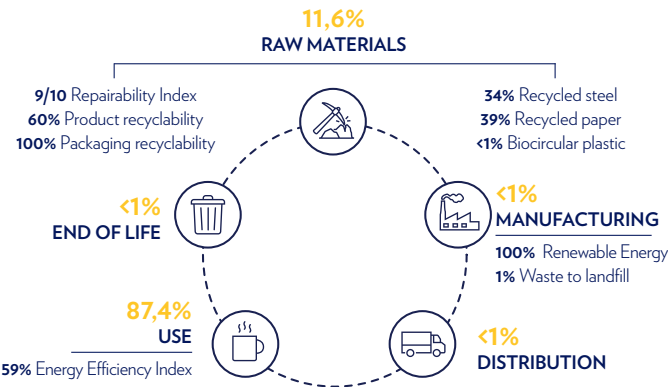 11,6%
RAW MATERIALS
9/10 Repairability Index
60% Product recyclability
100% Packaging recyclability
34% Recycled steel
39% Recycled paper
<1% Biocircular plastic
<1%
END OF LIFE
<1%
MANUFACTURING
100% Renewable Energy
1% Waste to landfill
87,4%
USE
59% Energy Efficiency Index
<1%
DISTRIBUTION